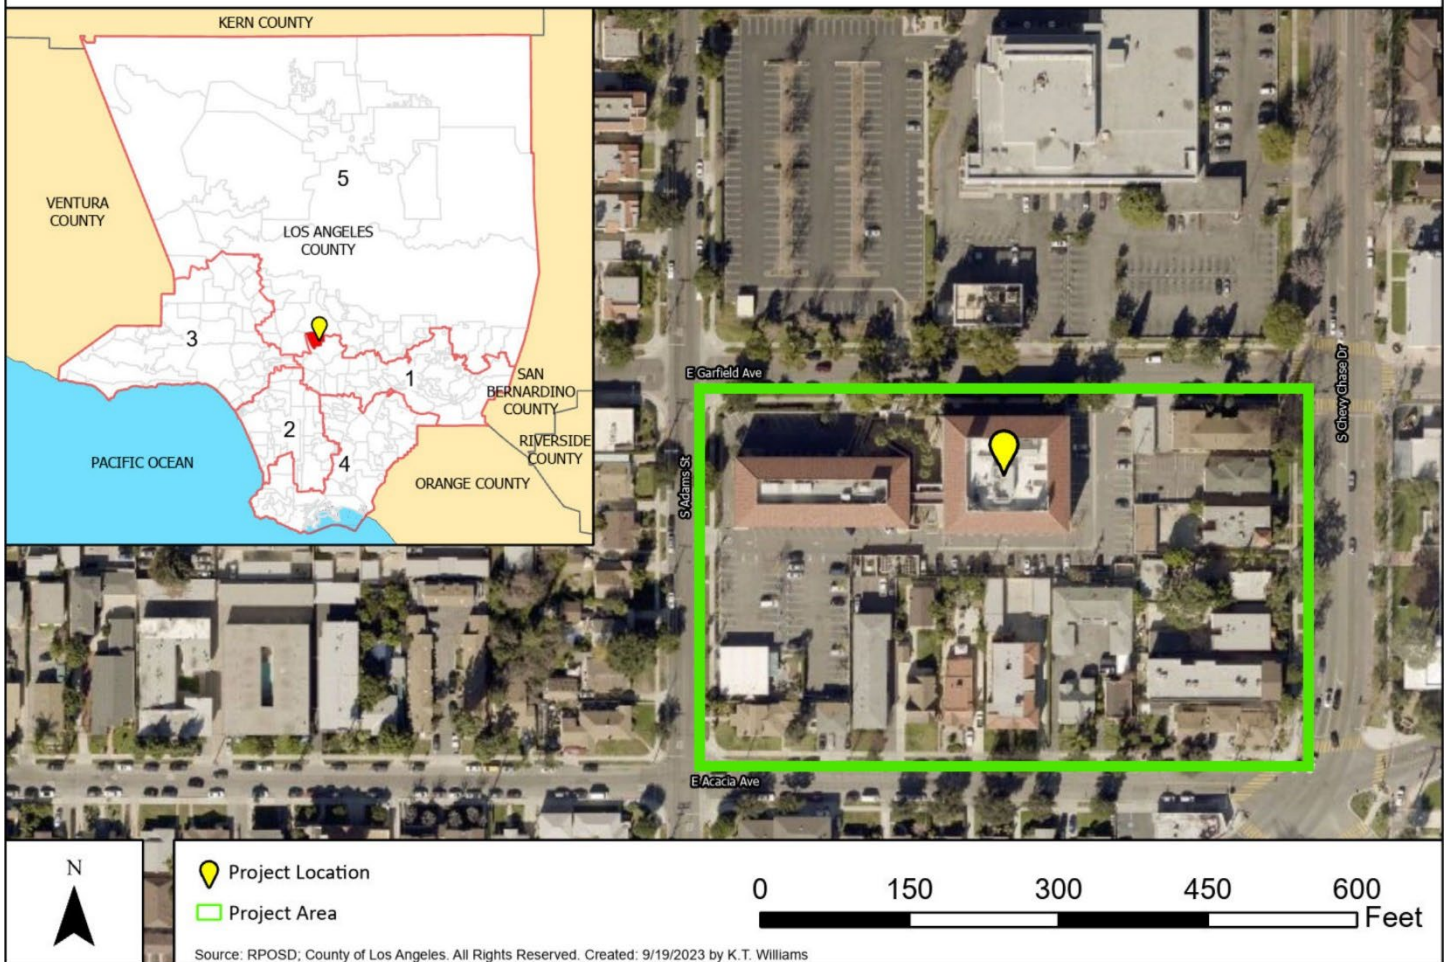 KERN COUNTY
5
VENTURA
COUNTY
LOS ANGELES
COUNTY
3
1
SAN
BERNARDINO
COUNTY
2
RIVERSIDE
COUNTY
4
PACIFIC OCEAN
ORANGE COUNTY
E Garfield Ave
S Chevy Chase Dr
S Adams St
E Acacia Ave
N
Project Location
Project Area
0 150 300 450 600
Feet
Source: RPOSD; County of Los Angeles. All Rights Reserved. Created: 9/19/2023 by K.T. Williams